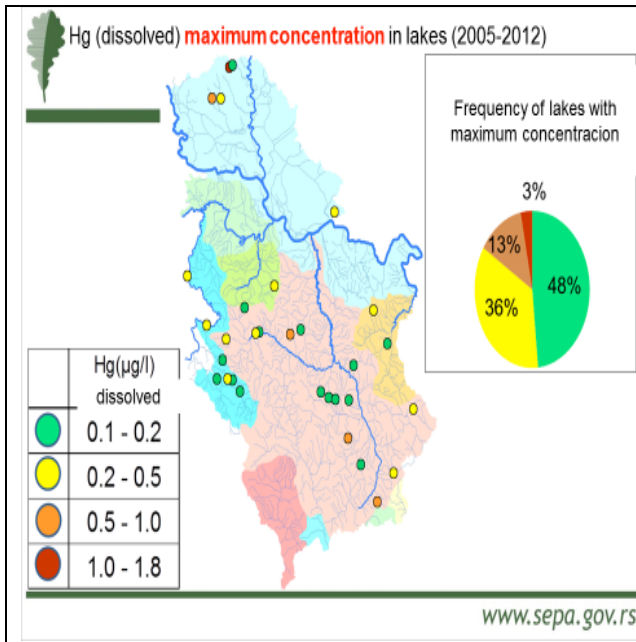 Hg (dissolved) maximum concentration in lakes (2005-2012)
Frequency of lakes with
maximum concentracion
3%
13%
48%
36%
Hg(µg/l)
dissolved
0.1 - 0.2
0.2 - 0.5
0.5 - 1.0
1.0 - 1.8
www.sepa.gov.rs